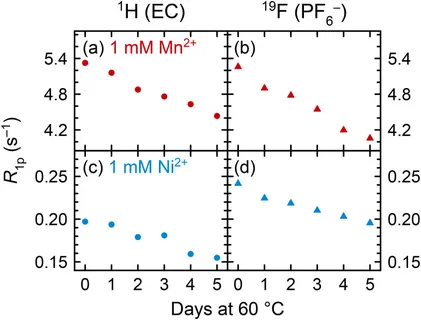 ¹H (EC) ¹⁹F (PF₆⁻)
(a) 1 mM Mn²⁺ (b)
5.4 5.4
4.8 4.8
4.2 4.2
R₁ₚ (s⁻¹)
(c) 1 mM Ni²⁺ (d)
0.25 0.25
0.20 0.20
0.15 0.15
0 1 2 3 4 5 0 1 2 3 4 5
Days at 60 °C